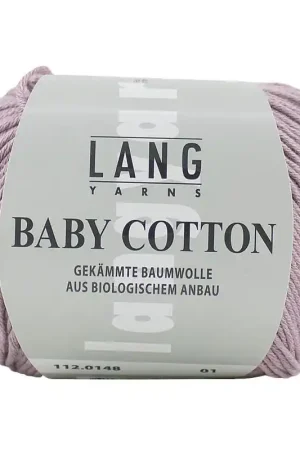 LANG
YARNS
BABY COTTON
GEKÄMMTE BAUMWOLLE
AUS BIOLOGISCHEM ANBAU
112.0148 01